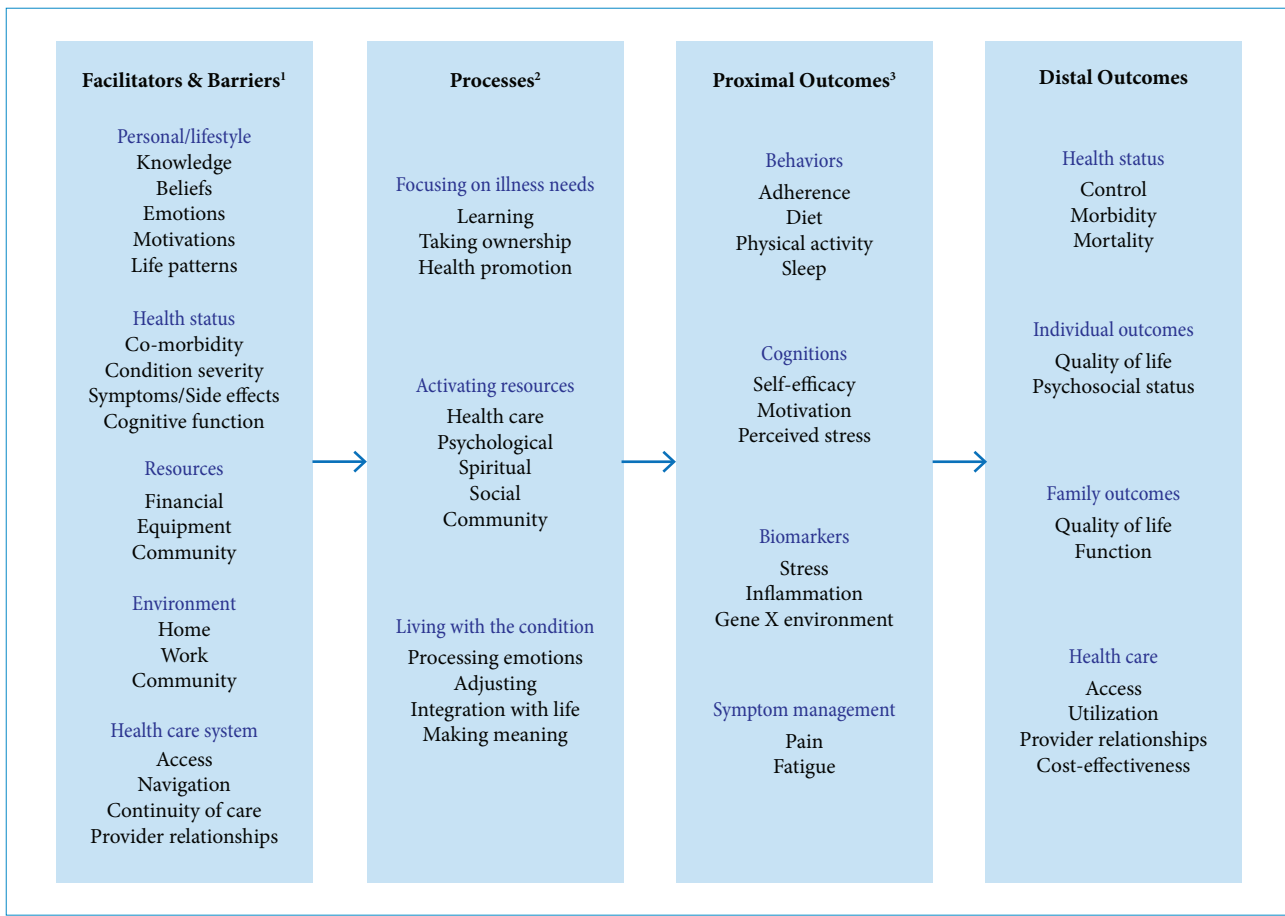 Facilitators & Barriers¹
Personal/lifestyle
Knowledge
Beliefs
Emotions
Motivations
Life patterns
Health status
Co-morbidity
Condition severity
Symptoms/Side effects
Cognitive function
Resources
Financial
Equipment
Community
Environment
Home
Work
Community
Health care system
Access
Navigation
Continuity of care
Provider relationships
Processes²
Focusing on illness needs
Learning
Taking ownership
Health promotion
Activating resources
Health care
Psychological
Spiritual
Social
Community
Living with the condition
Processing emotions
Adjusting
Integration with life
Making meaning
Proximal Outcomes³
Behaviors
Adherence
Diet
Physical activity
Sleep
Cognitions
Self-efficacy
Motivation
Perceived stress
Biomarkers
Stress
Inflammation
Gene X environment
Symptom management
Pain
Fatigue
Distal Outcomes
Health status
Control
Morbidity
Mortality
Individual outcomes
Quality of life
Psychosocial status
Family outcomes
Quality of life
Function
Health care
Access
Utilization
Provider relationships
Cost-effectiveness